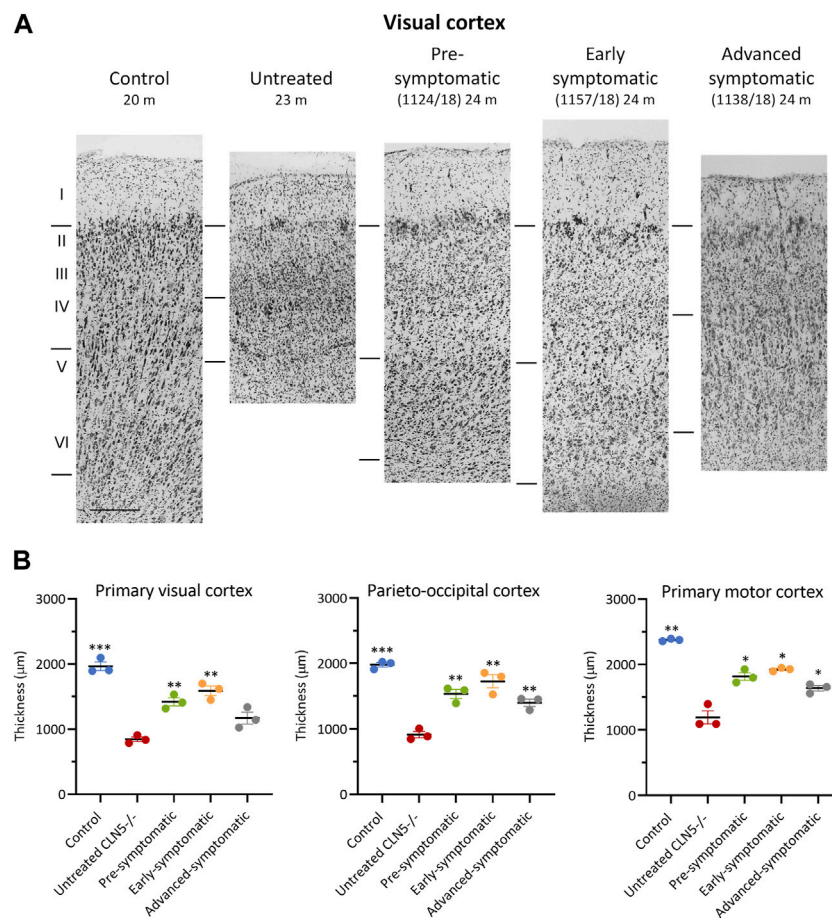 A
Visual cortex
Control
20 m
Untreated
23 m
Pre-
symptomatic
(1124/18) 24 m
Early
symptomatic
(1157/18) 24 m
Advanced
symptomatic
(1138/18) 24 m
I
II
III
IV
V
VI
B
Primary visual cortex
Thickness (µm)
3000
2000
1000
0
***
**
**
Control
Untreated CLN5-/-
Pre-symptomatic
Early-symptomatic
Advanced-symptomatic
Parieto-occipital cortex
Thickness (µm)
3000
2000
1000
0
***
**
**
**
Control
Untreated CLN5-/-
Pre-symptomatic
Early-symptomatic
Advanced-symptomatic
Primary motor cortex
Thickness (µm)
3000
2000
1000
0
**
*
*
*
Control
Untreated CLN5-/-
Pre-symptomatic
Early-symptomatic
Advanced-symptomatic